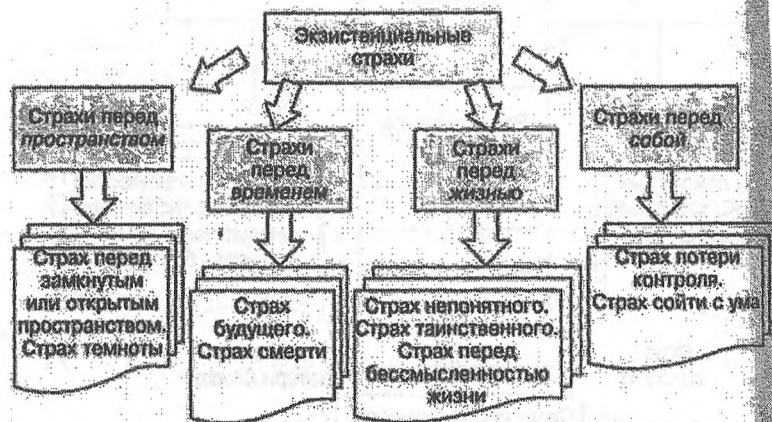 Экзистенциальные
страхи
Страхи перед
пространством
Страхи
перед
временем
Страхи
перед
жизнью
Страхи перед
собой
Страх перед
замкнутым
или открытым
пространством.
Страх темноты
Страх
будущего.
Страх смерти
Страх непонятного.
Страх таинственного.
Страх перед
бессмысленностью
жизни
Страх потери
контроля.
Страх сойти с ума